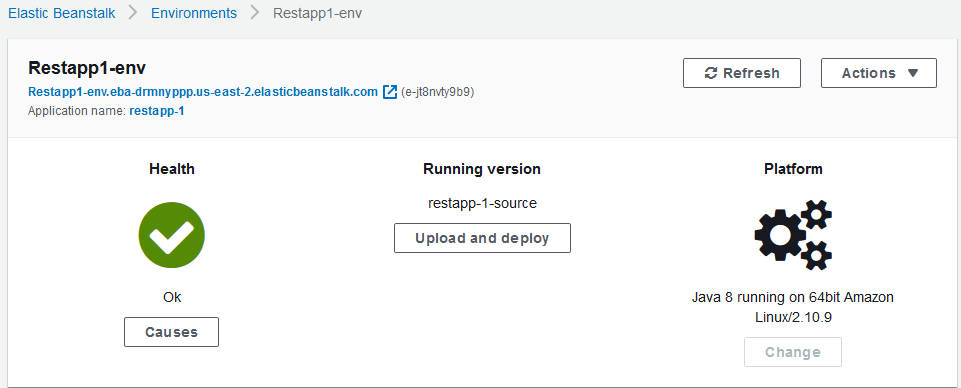 Elastic Beanstalk > Environments > Restapp1-env
Restapp1-env
Refresh
Actions
Restapp1-env.eba-drmnyppp.us-east-2.elasticbeanstalk.com (e-jt8nvty9b9)
Application name: restapp-1
Health
Running version
Platform
restapp-1-source
Upload and deploy
Ok
Causes
Java 8 running on 64bit Amazon
Linux/2.10.9
Change